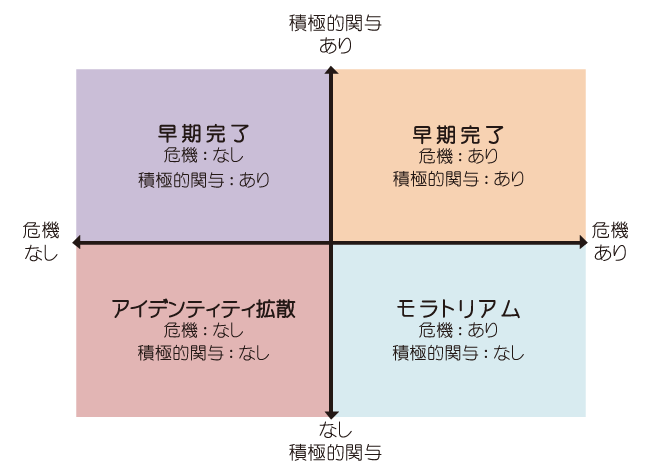 積極的関与
あり
早期完了
危機：なし
積極的関与：あり
早期完了
危機：あり
積極的関与：あり
危機
なし
危機
あり
アイデンティティ拡散
危機：なし
積極的関与：なし
モラトリアム
危機：あり
積極的関与：なし
なし
積極的関与